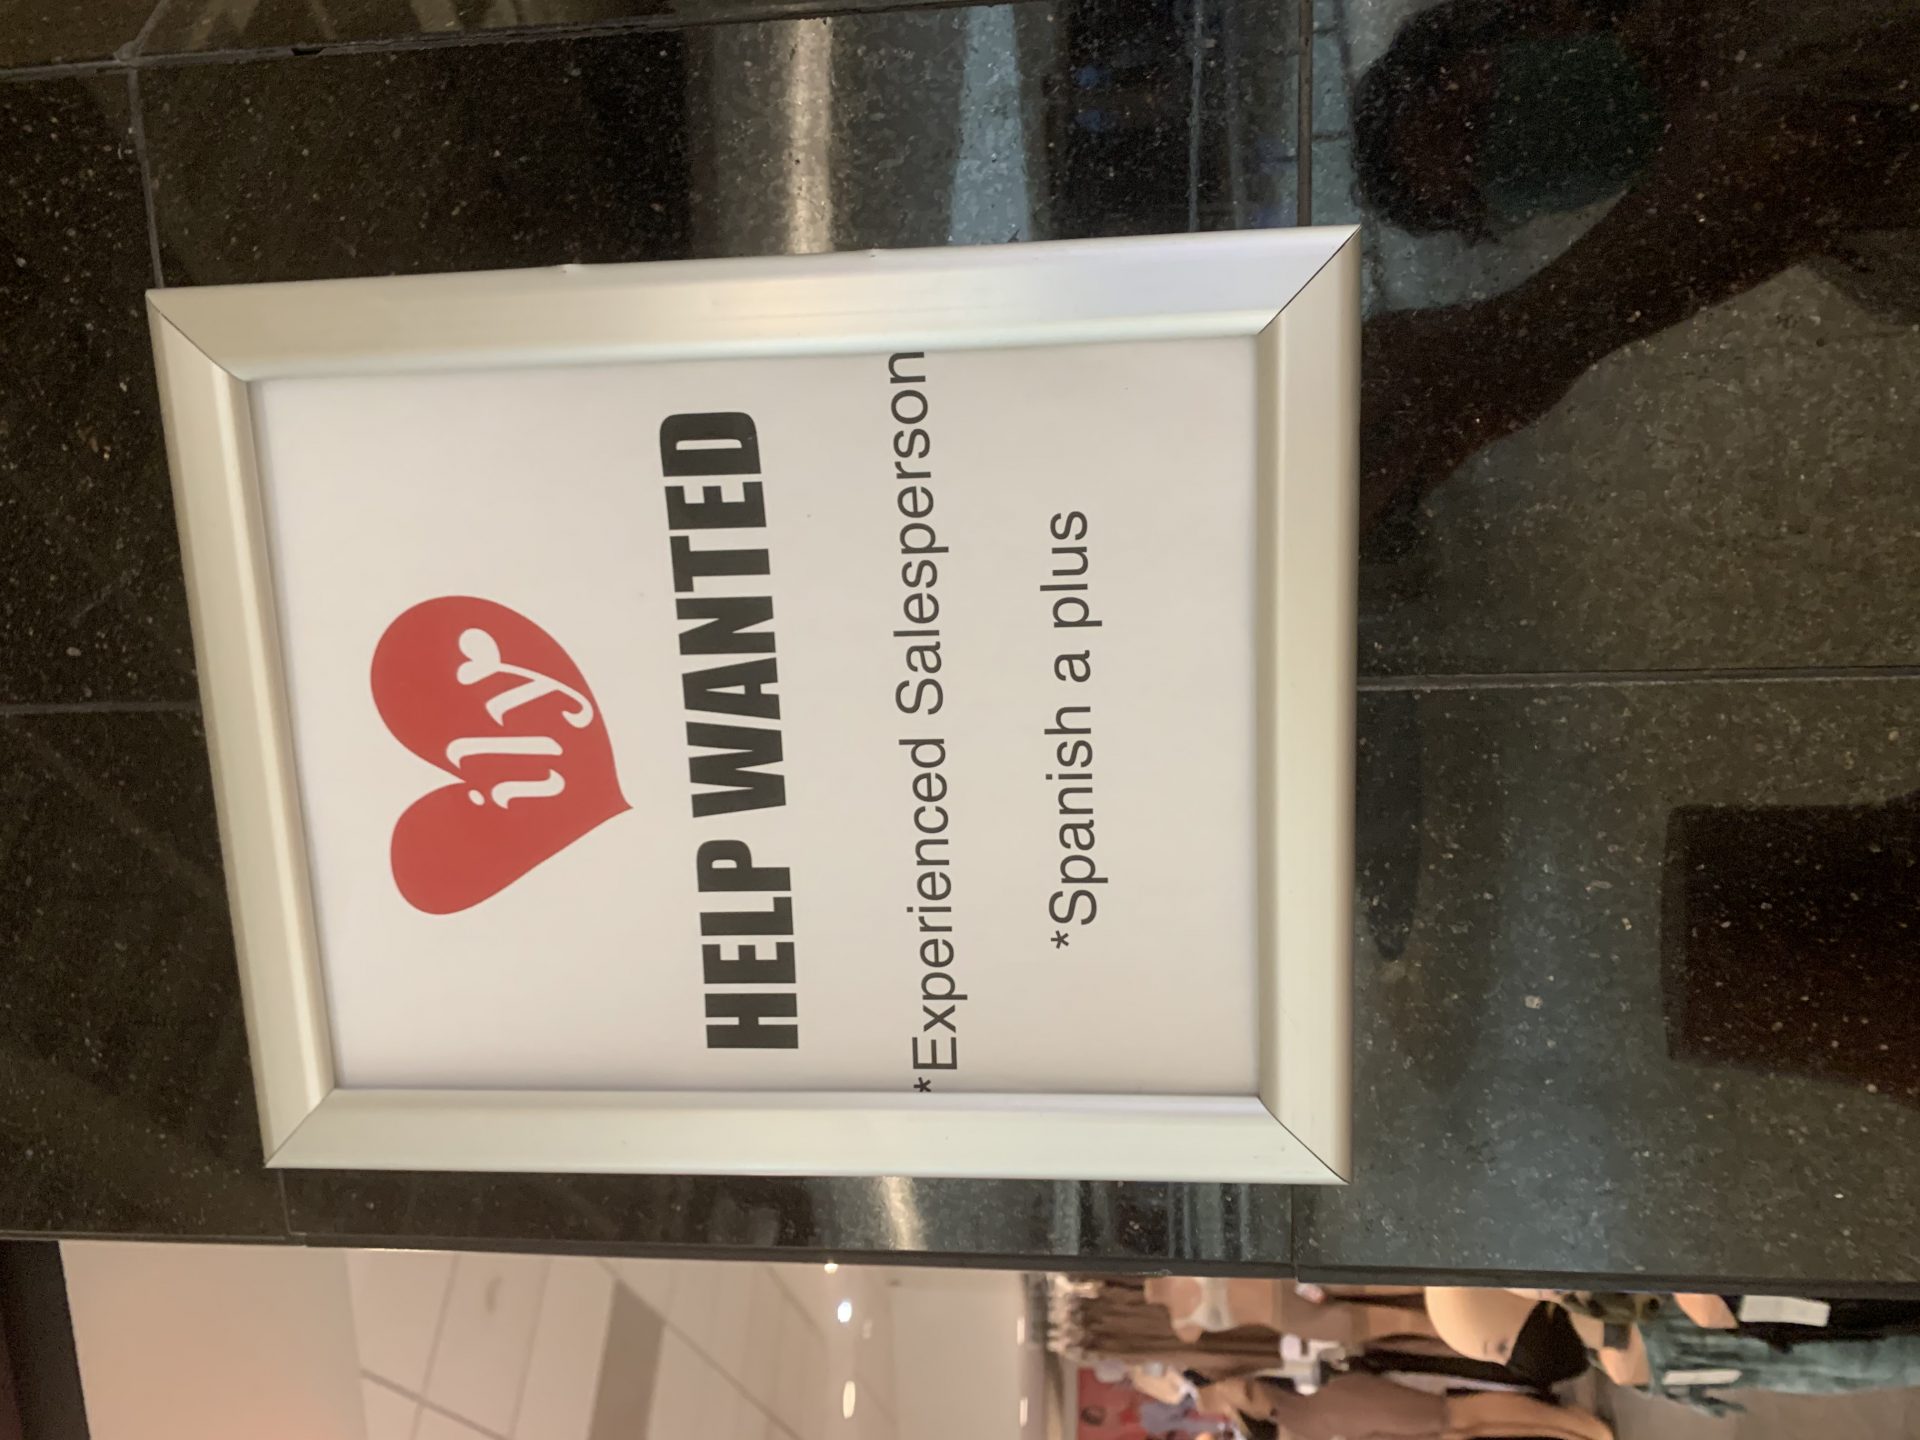 ily
HELP WANTED
*Experienced Salesperson
*Spanish a plus